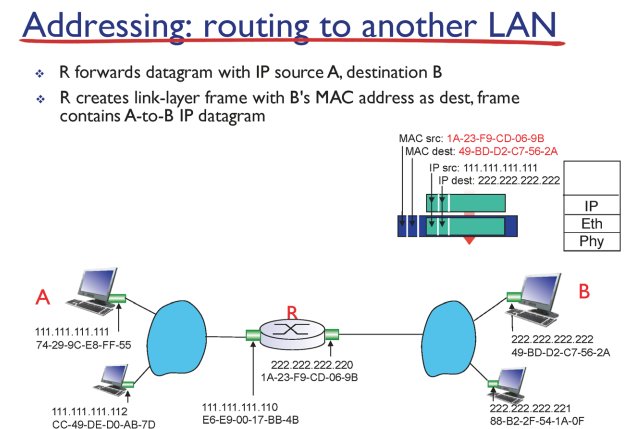 Addressing: routing to another LAN
R forwards datagram with IP source A, destination B
R creates link-layer frame with B's MAC address as dest, frame
contains A-to-B IP datagram
MAC src: 1A-23-F9-CD-06-9B
MAC dest: 49-BD-D2-C7-56-2A
IP src: 111.111.111.111
IP dest: 222.222.222.222
IP
Eth
Phy
A
R
B
111.111.111.111
74-29-9C-E8-FF-55
222.222.222.222
49-BD-D2-C7-56-2A
222.222.222.220
1A-23-F9-CD-06-9B
111.111.111.112
CC-49-DE-D0-AB-7D
111.111.111.110
E6-E9-00-17-BB-4B
222.222.222.221
88-B2-2F-54-1A-0F